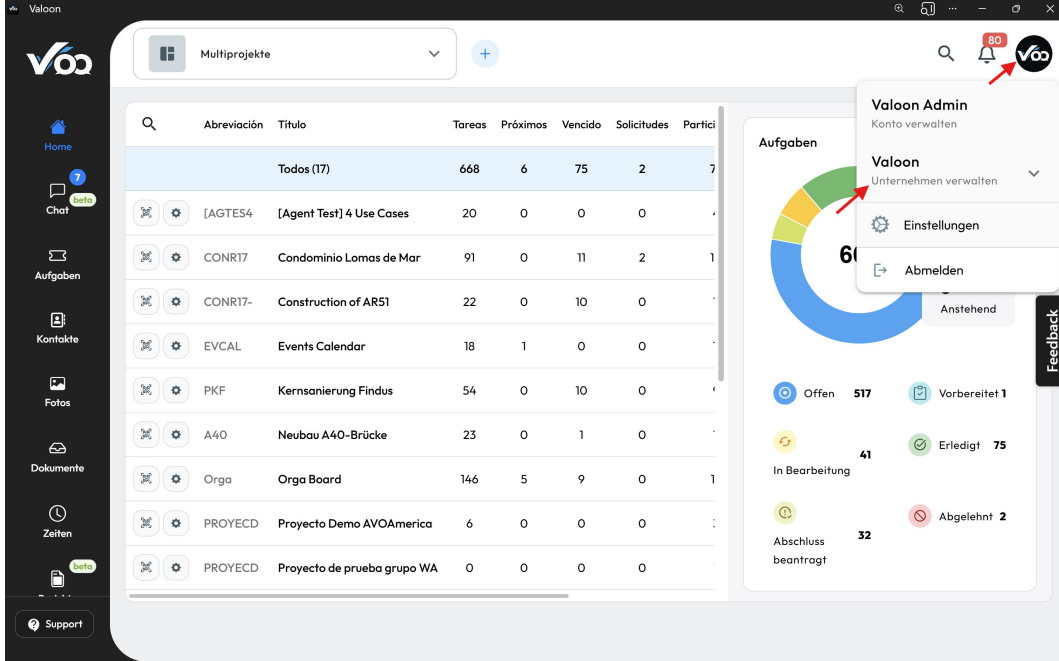 Valoon
Voo
Multiprojekte
80
Voo
Home
7
Chat
beta
Aufgaben
Kontakte
Fotos
Dokumente
Zeiten
beta
Support
Abreviación Título Tareas Próximos Vencido Solicitudes Partici
Todos (17) 668 6 75 2 7
[AGTES4 [Agent Test] 4 Use Cases 20 0 0 0
CONR17 Condominio Lomas de Mar 91 0 11 2 1
CONR17- Construction of AR51 22 0 10 0
EVCAL Events Calendar 18 1 0 0
PKF Kernsanierung Findus 54 0 10 0
A40 Neubau A40-Brücke 23 0 1 0
Orga Orga Board 146 5 9 0 1
PROYECD Proyecto Demo AVOAmerica 6 0 0 0
PROYECD Proyecto de prueba grupo WA 0 0 0 0
Aufgaben
Valoon Admin
Konto verwalten
Valoon
Unternehmen verwalten
Einstellungen
Abmelden
Anstehend
Feedback
Offen 517
Vorbereitet 1
In Bearbeitung
41
Erledigt 75
Abschluss
beantragt
32
Abgelehnt 2